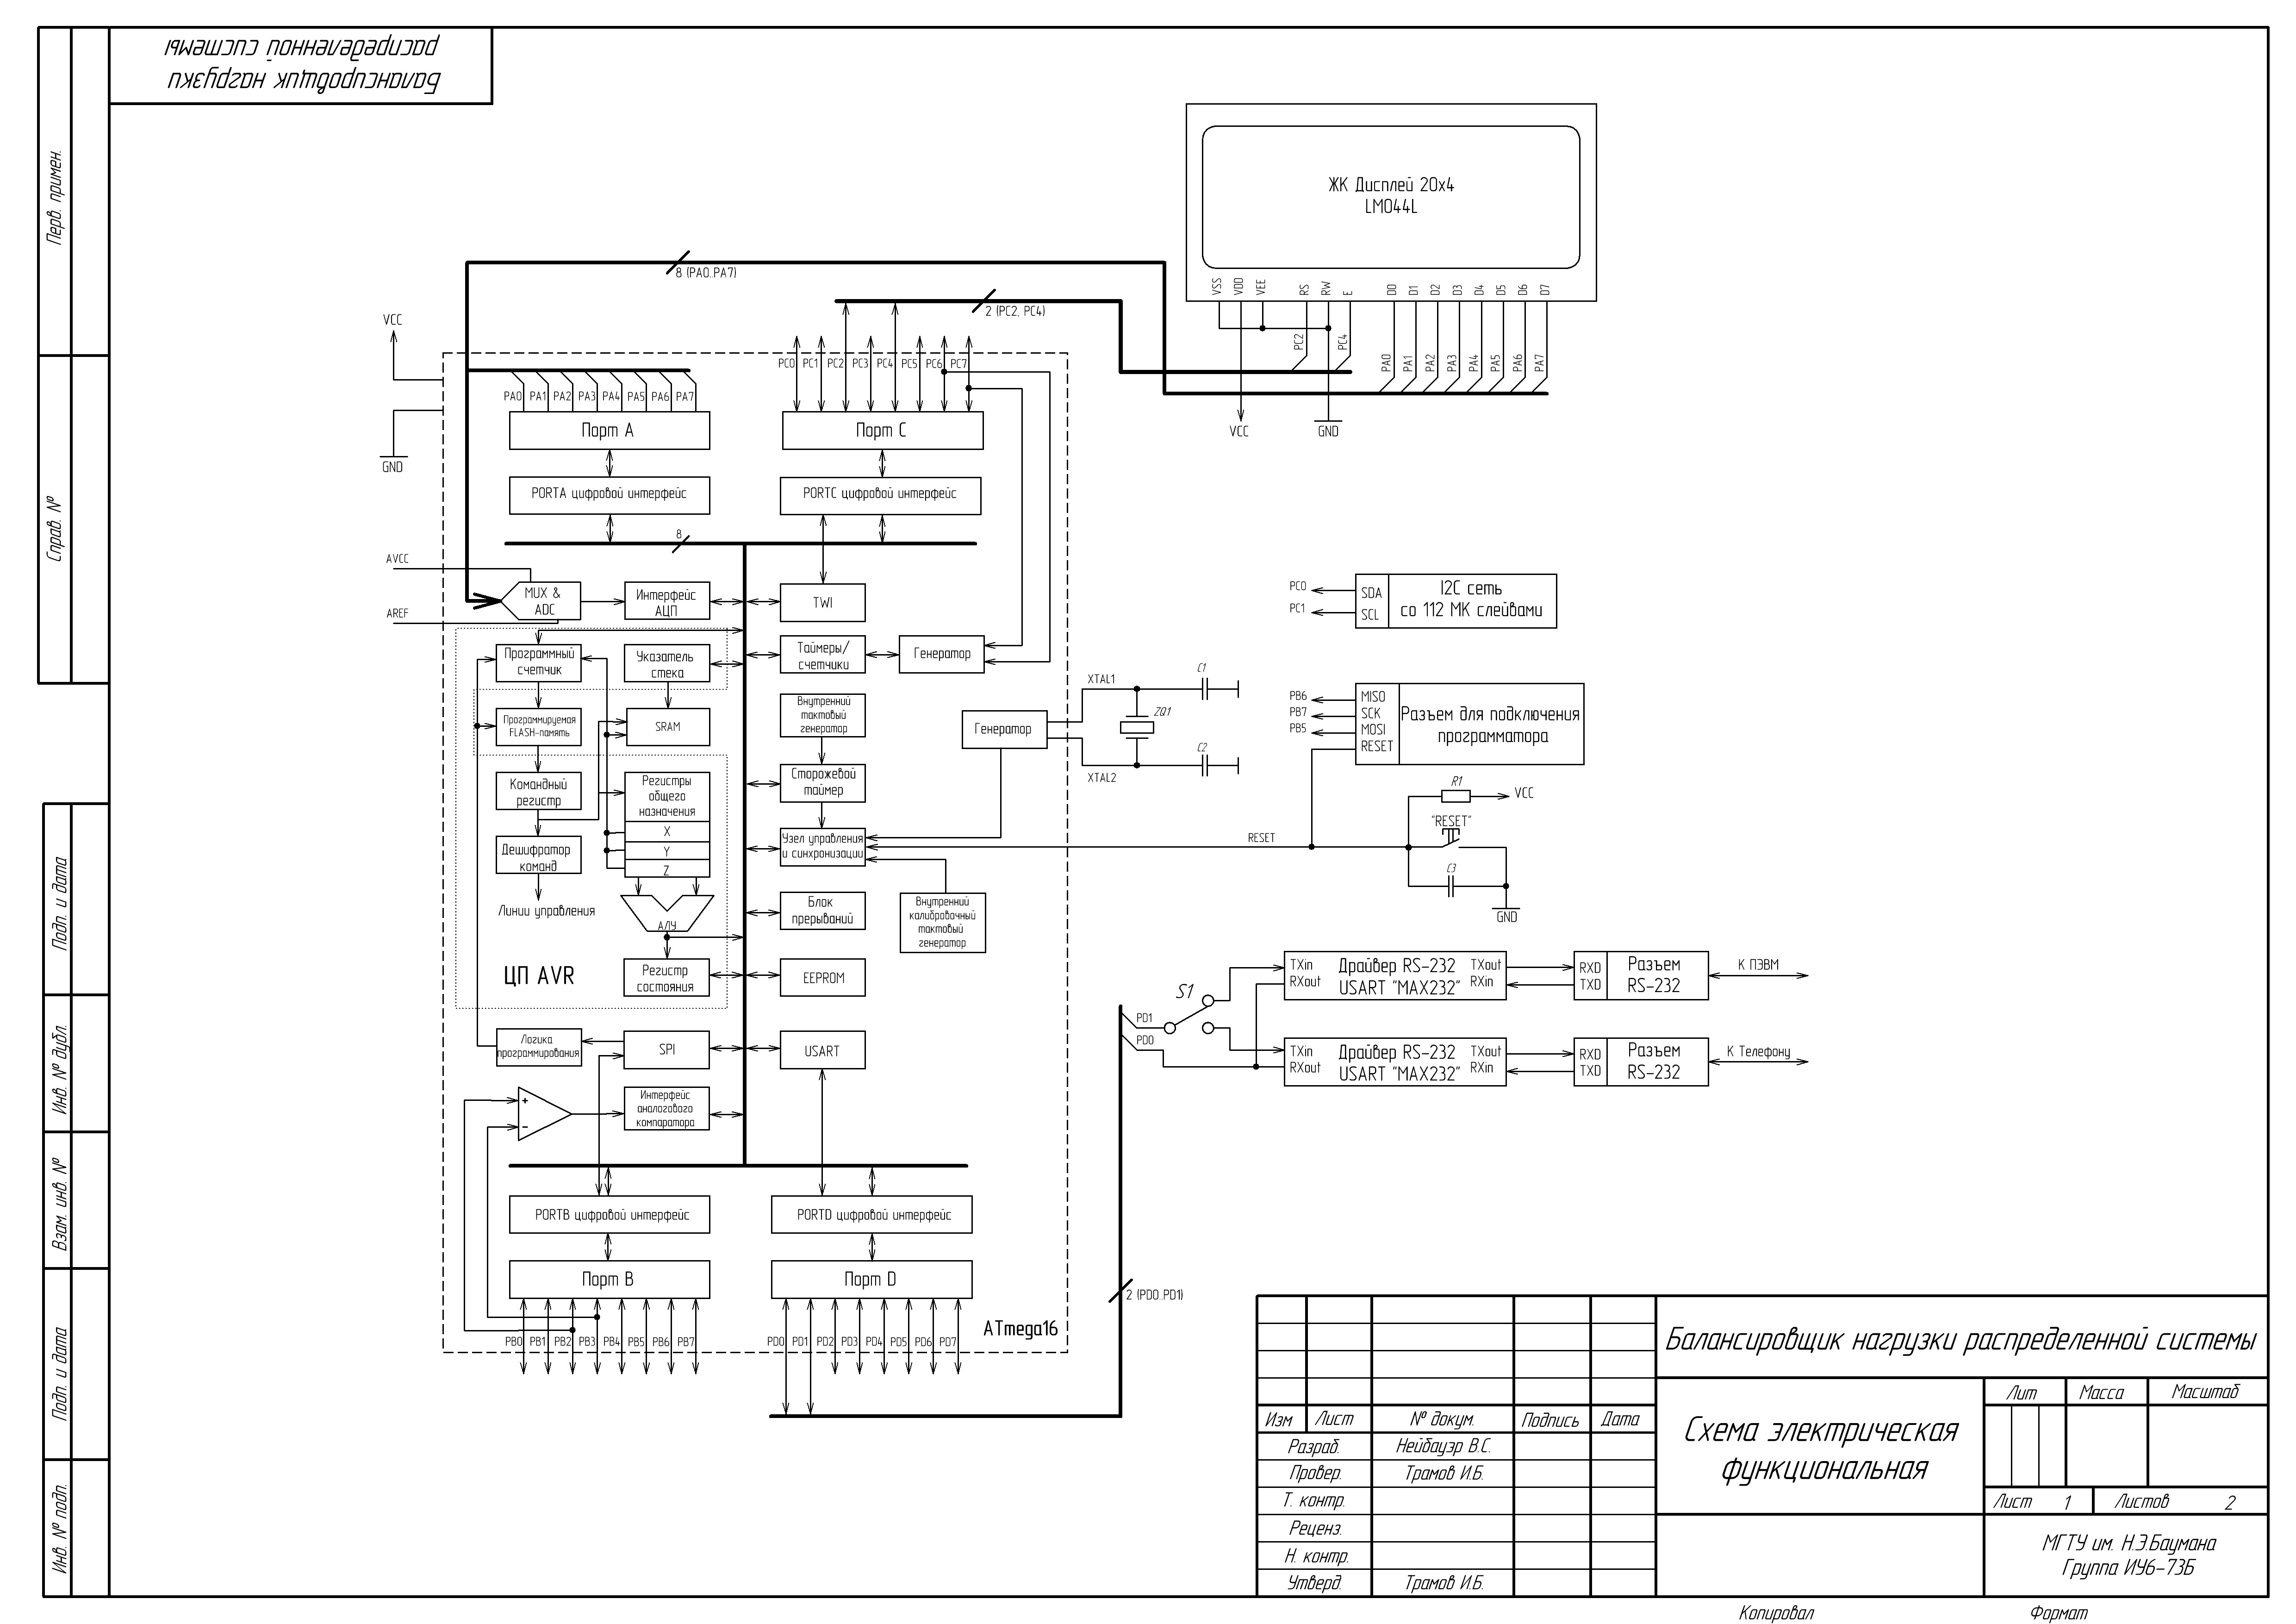 Балансировщик нагрузки
распределенной системы
Перв. примен.
Справ. №
Подп. и дата
Инв. № дубл.
Взам. инв. №
Подп. и дата
Инв. № подп.
ЖК Дисплей 20х4
LM044L
VSS VDD VEE RS RW E D0 D1 D2 D3 D4 D5 D6 D7
PC2 PC4 PA0 PA1 PA2 PA3 PA4 PA5 PA6 PA7
VCC GND
8 (PA0..PA7)
2 (PC2, PC4)
VCC
GND
PC0 PC1 PC2 PC3 PC4 PC5 PC6 PC7
PA0 PA1 PA2 PA3 PA4 PA5 PA6 PA7
Порт А
Порт С
PORTA цифровой интерфейс
PORTC цифровой интерфейс
8
AVCC
AREF
MUX &
ADC
Интерфейс
АЦП
TWI
Программный
счетчик
Указатель
стека
Таймеры/
счетчики
Генератор
Программируемая
FLASH-память
SRAM
Внутренний
тактовый
генератор
Генератор
XTAL1
XTAL2
ZQ1
C1
C2
Командный
регистр
Регистры
общего
назначения
X
Y
Z
Сторожевой
таймер
Дешифратор
команд
Узел управления
и синхронизации
Линии управления
АЛУ
Блок
прерываний
Внутренний
калибровочный
тактовый
генератор
ЦП AVR
Регистр
состояния
EEPROM
Логика
программирования
SPI
USART
+
−
Интерфейс
аналогового
компаратора
PORTB цифровой интерфейс
PORTD цифровой интерфейс
Порт В
Порт D
PB0 PB1 PB2 PB3 PB4 PB5 PB6 PB7
PD0 PD1 PD2 PD3 PD4 PD5 PD6 PD7
ATmega16
PC0
PC1
SDA
SCL
I2C сеть
со 112 МК слейвами
PB6
PB7
PB5
MISO
SCK
MOSI
RESET
Разъем для подключения
программатора
R1
VCC
"RESET"
RESET
C3
GND
S1
PD1
PD0
2 (PD0..PD1)
TXin Драйвер RS-232 TXout
RXout USART "MAX232" RXin
RXD
TXD
Разъем
RS-232
К ПЭВМ
TXin Драйвер RS-232 TXout
RXout USART "MAX232" RXin
RXD
TXD
Разъем
RS-232
К Телефону
Балансировщик нагрузки распределенной системы
Схема электрическая
функциональная
Лит Масса Масштаб
Лист 1 Листов 2
МГТУ им. Н.Э.Баумана
Группа ИУ6-73Б
Изм Лист № докум. Подпись Дата
Разраб. Нейбауэр В.С.
Провер. Трамов И.Б.
Т. контр.
Реценз.
Н. контр.
Утверд. Трамов И.Б.
Копировал Формат